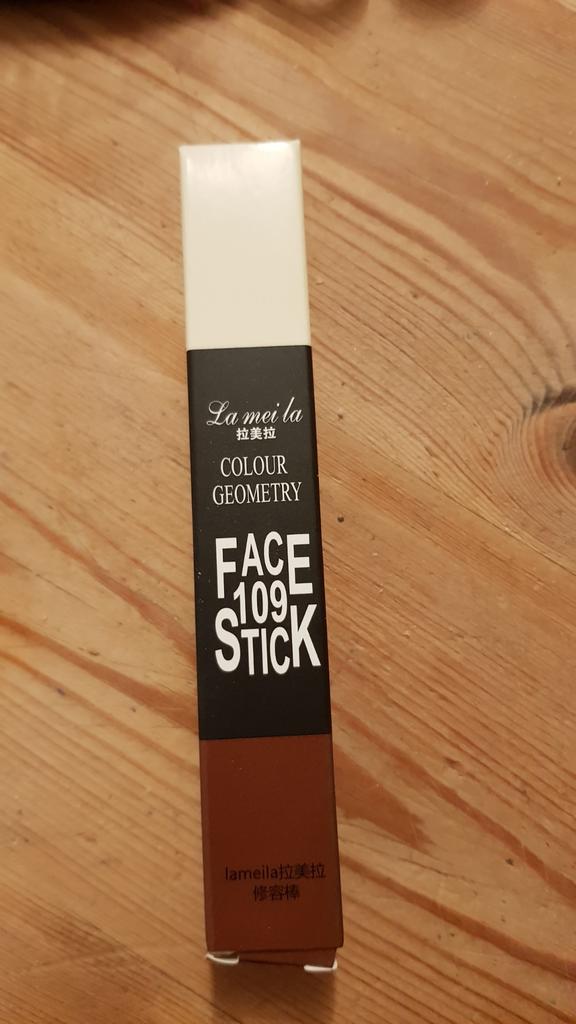 La mei la
拉美拉
COLOUR
GEOMETRY
FACE
109
STICK
lameila拉美拉
修容棒